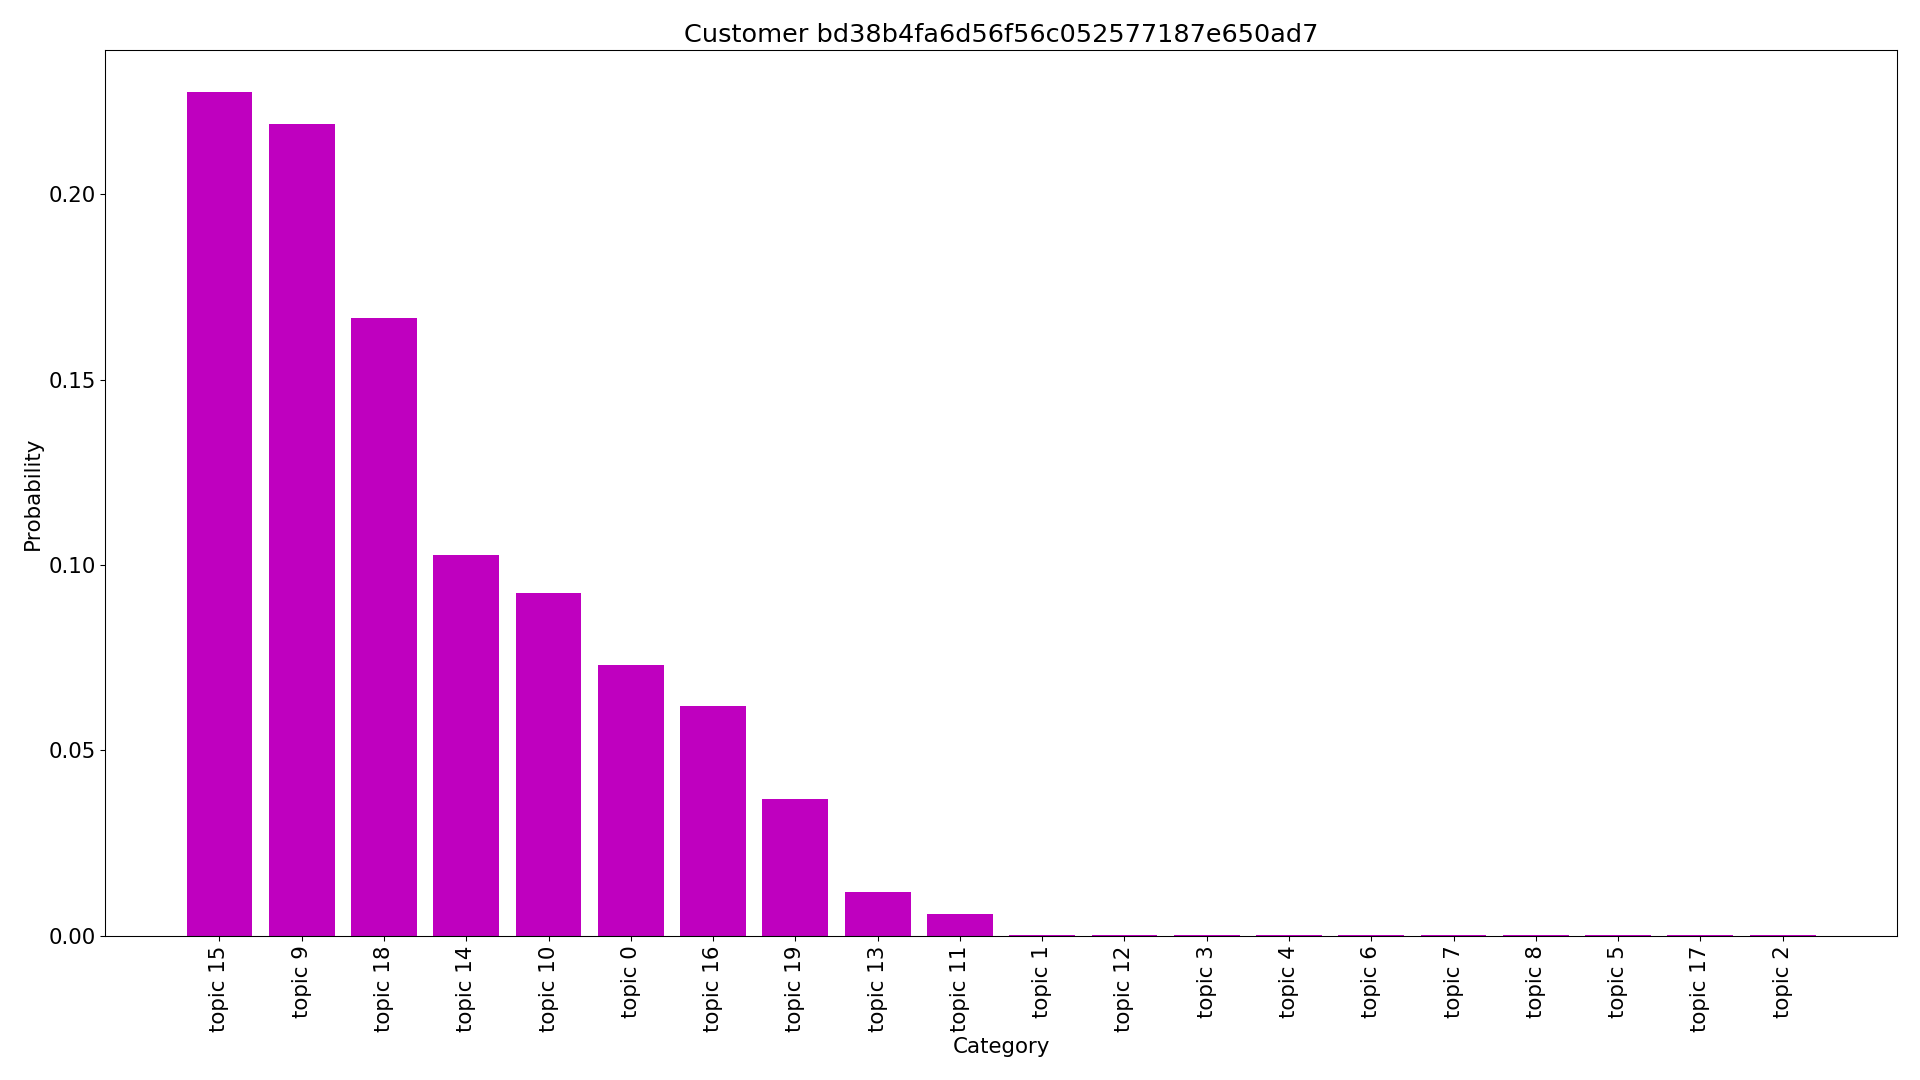 Customer bd38b4fa6d56f56c052577187e650ad7
Probability
0.20
0.15
0.10
0.05
0.00
topic 15
topic 9
topic 18
topic 14
topic 10
topic 0
topic 16
topic 19
topic 13
topic 11
topic 1
topic 12
topic 3
topic 4
topic 6
topic 7
topic 8
topic 5
topic 17
topic 2
Category